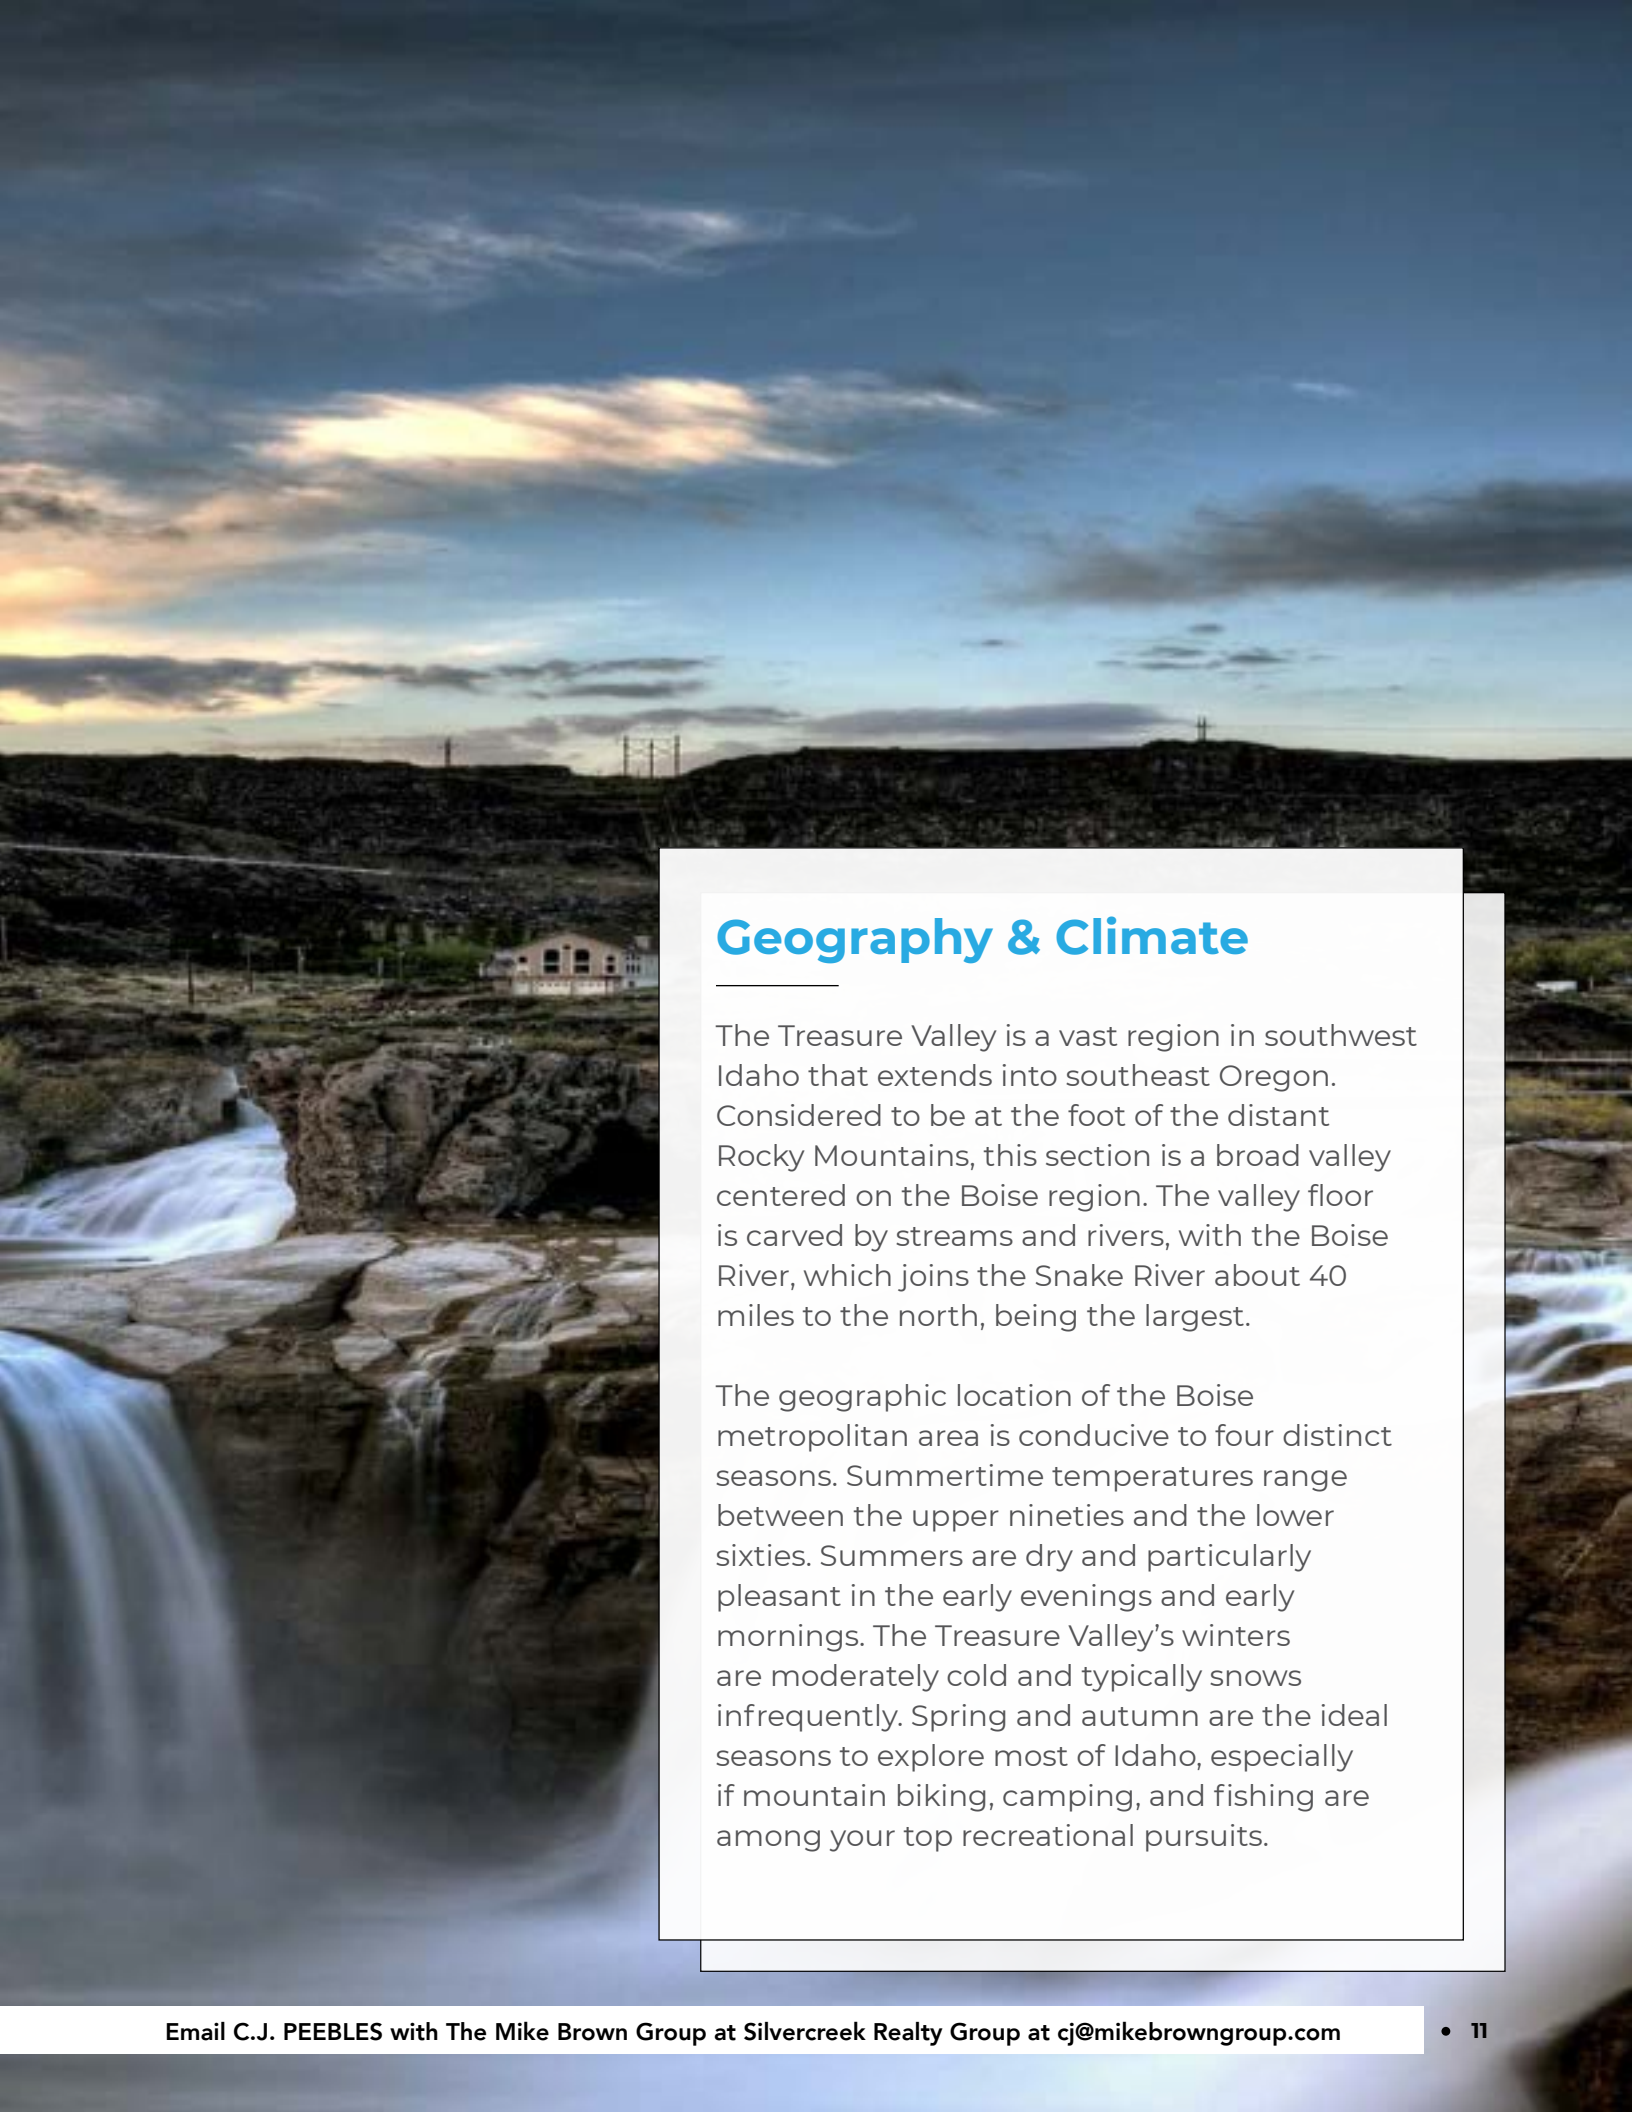 Geography & Climate
The Treasure Valley is a vast region in southwest
Idaho that extends into southeast Oregon.
Considered to be at the foot of the distant
Rocky Mountains, this section is a broad valley
centered on the Boise region. The valley floor
is carved by streams and rivers, with the Boise
River, which joins the Snake River about 40
miles to the north, being the largest.
The geographic location of the Boise
metropolitan area is conducive to four distinct
seasons. Summertime temperatures range
between the upper nineties and the lower
sixties. Summers are dry and particularly
pleasant in the early evenings and early
mornings. The Treasure Valley’s winters
are moderately cold and typically snows
infrequently. Spring and autumn are the ideal
seasons to explore most of Idaho, especially
if mountain biking, camping, and fishing are
among your top recreational pursuits.
Email C.J. PEEBLES with The Mike Brown Group at Silvercreek Realty Group at cj@mikebrowngroup.com • 11